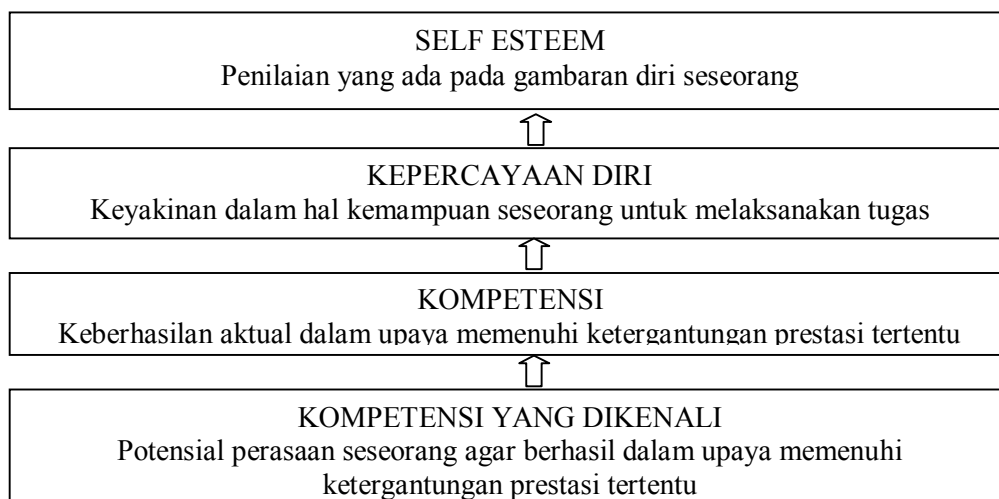 SELF ESTEEM
Penilaian yang ada pada gambaran diri seseorang
KEPERCAYAAN DIRI
Keyakinan dalam hal kemampuan seseorang untuk melaksanakan tugas
KOMPETENSI
Keberhasilan aktual dalam upaya memenuhi ketergantungan prestasi tertentu
KOMPETENSI YANG DIKENALI
Potensial perasaan seseorang agar berhasil dalam upaya memenuhi
ketergantungan prestasi tertentu